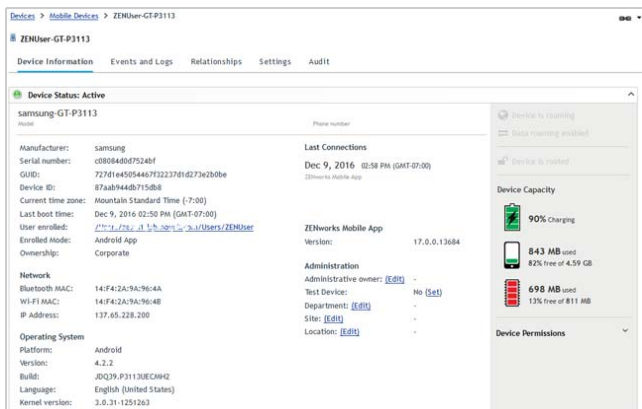 Devices > Mobile Devices > ZENUser-GT-P3113
ZENUser-GT-P3113
Device Information Events and Logs Relationships Settings Audit
Device Status: Active
samsung-GT-P3113
Model
Phone number
Manufacturer: samsung
Serial number: c08084d0d7524bf
GUID: 727d1e45054467f32237d1d273e2b0be
Device ID: 87aab944db715db8
Current time zone: Mountain Standard Time (-7:00)
Last boot time: Dec 9, 2016 02:50 PM (GMT-07:00)
User enrolled: /Users/ZENUser
Enrolled Mode: Android App
Ownership: Corporate
Network
Bluetooth MAC: 14:F4:2A:9A:96:4A
Wi-Fi MAC: 14:F4:2A:9A:96:4B
IP Address: 137.65.228.200
Operating System
Platform: Android
Version: 4.2.2
Build: JDQ39.P3113UECMH2
Language: English (United States)
Kernel version: 3.0.31-1251263
Last Connections
Dec 9, 2016 02:58 PM (GMT-07:00)
ZENworks Mobile App
ZENworks Mobile App
Version: 17.0.0.13684
Administration
Administrative owner: (Edit) -
Test Device: No (Set)
Department: (Edit) -
Site: (Edit) -
Location: (Edit) -
Device is roaming
Data roaming enabled
Device is rooted
Device Capacity
90% Charging
843 MB used
82% free of 4.59 GB
698 MB used
13% free of 811 MB
Device Permissions